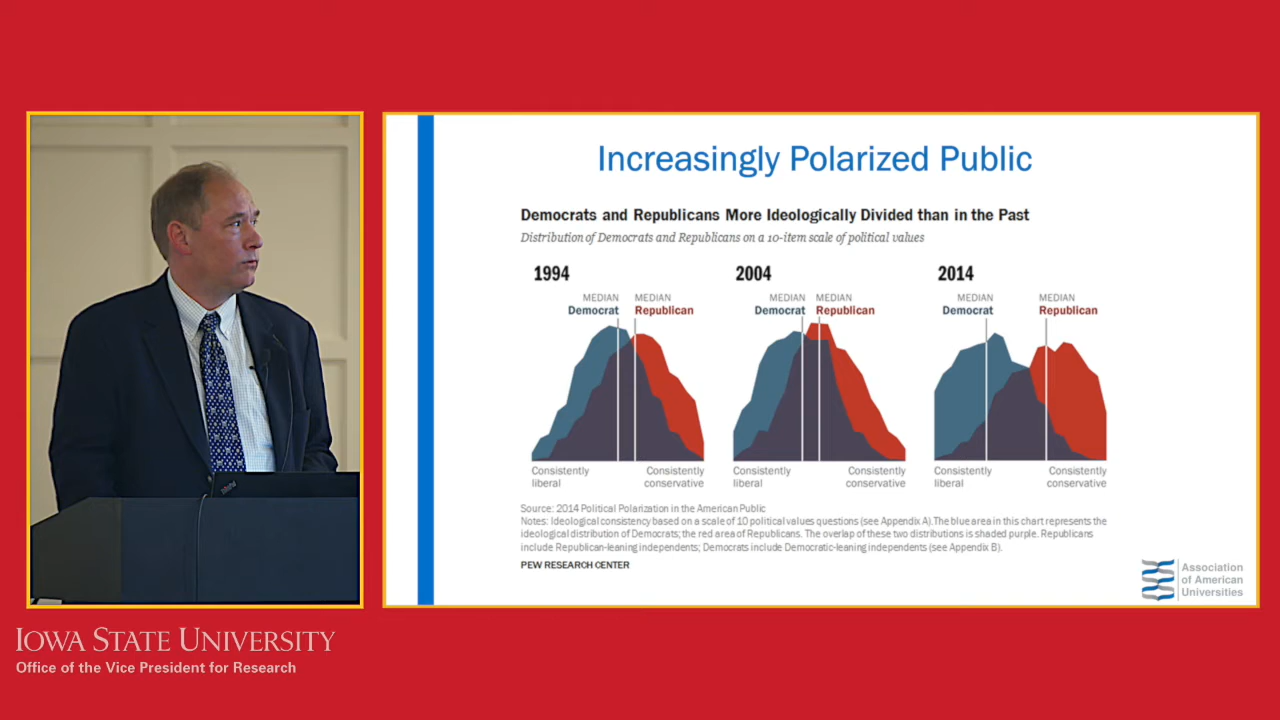 Increasingly Polarized Public
Democrats and Republicans More Ideologically Divided than in the Past
Distribution of Democrats and Republicans on a 10-item scale of political values
1994
2004
2014
MEDIAN
Democrat
MEDIAN
Republican
MEDIAN
Democrat
MEDIAN
Republican
MEDIAN
Democrat
MEDIAN
Republican
Consistently
liberal
Consistently
conservative
Consistently
liberal
Consistently
conservative
Consistently
liberal
Consistently
conservative
Source: 2014 Political Polarization in the American Public
Notes: Ideological consistency based on a scale of 10 political values questions (see Appendix A).The blue area in this chart represents the
ideological distribution of Democrats; the red area of Republicans. The overlap of these two distributions is shaded purple. Republicans
include Republican-leaning independents; Democrats include Democratic-leaning independents (see Appendix B).
PEW RESEARCH CENTER
Association
of American
Universities
IOWA STATE UNIVERSITY
Office of the Vice President for Research